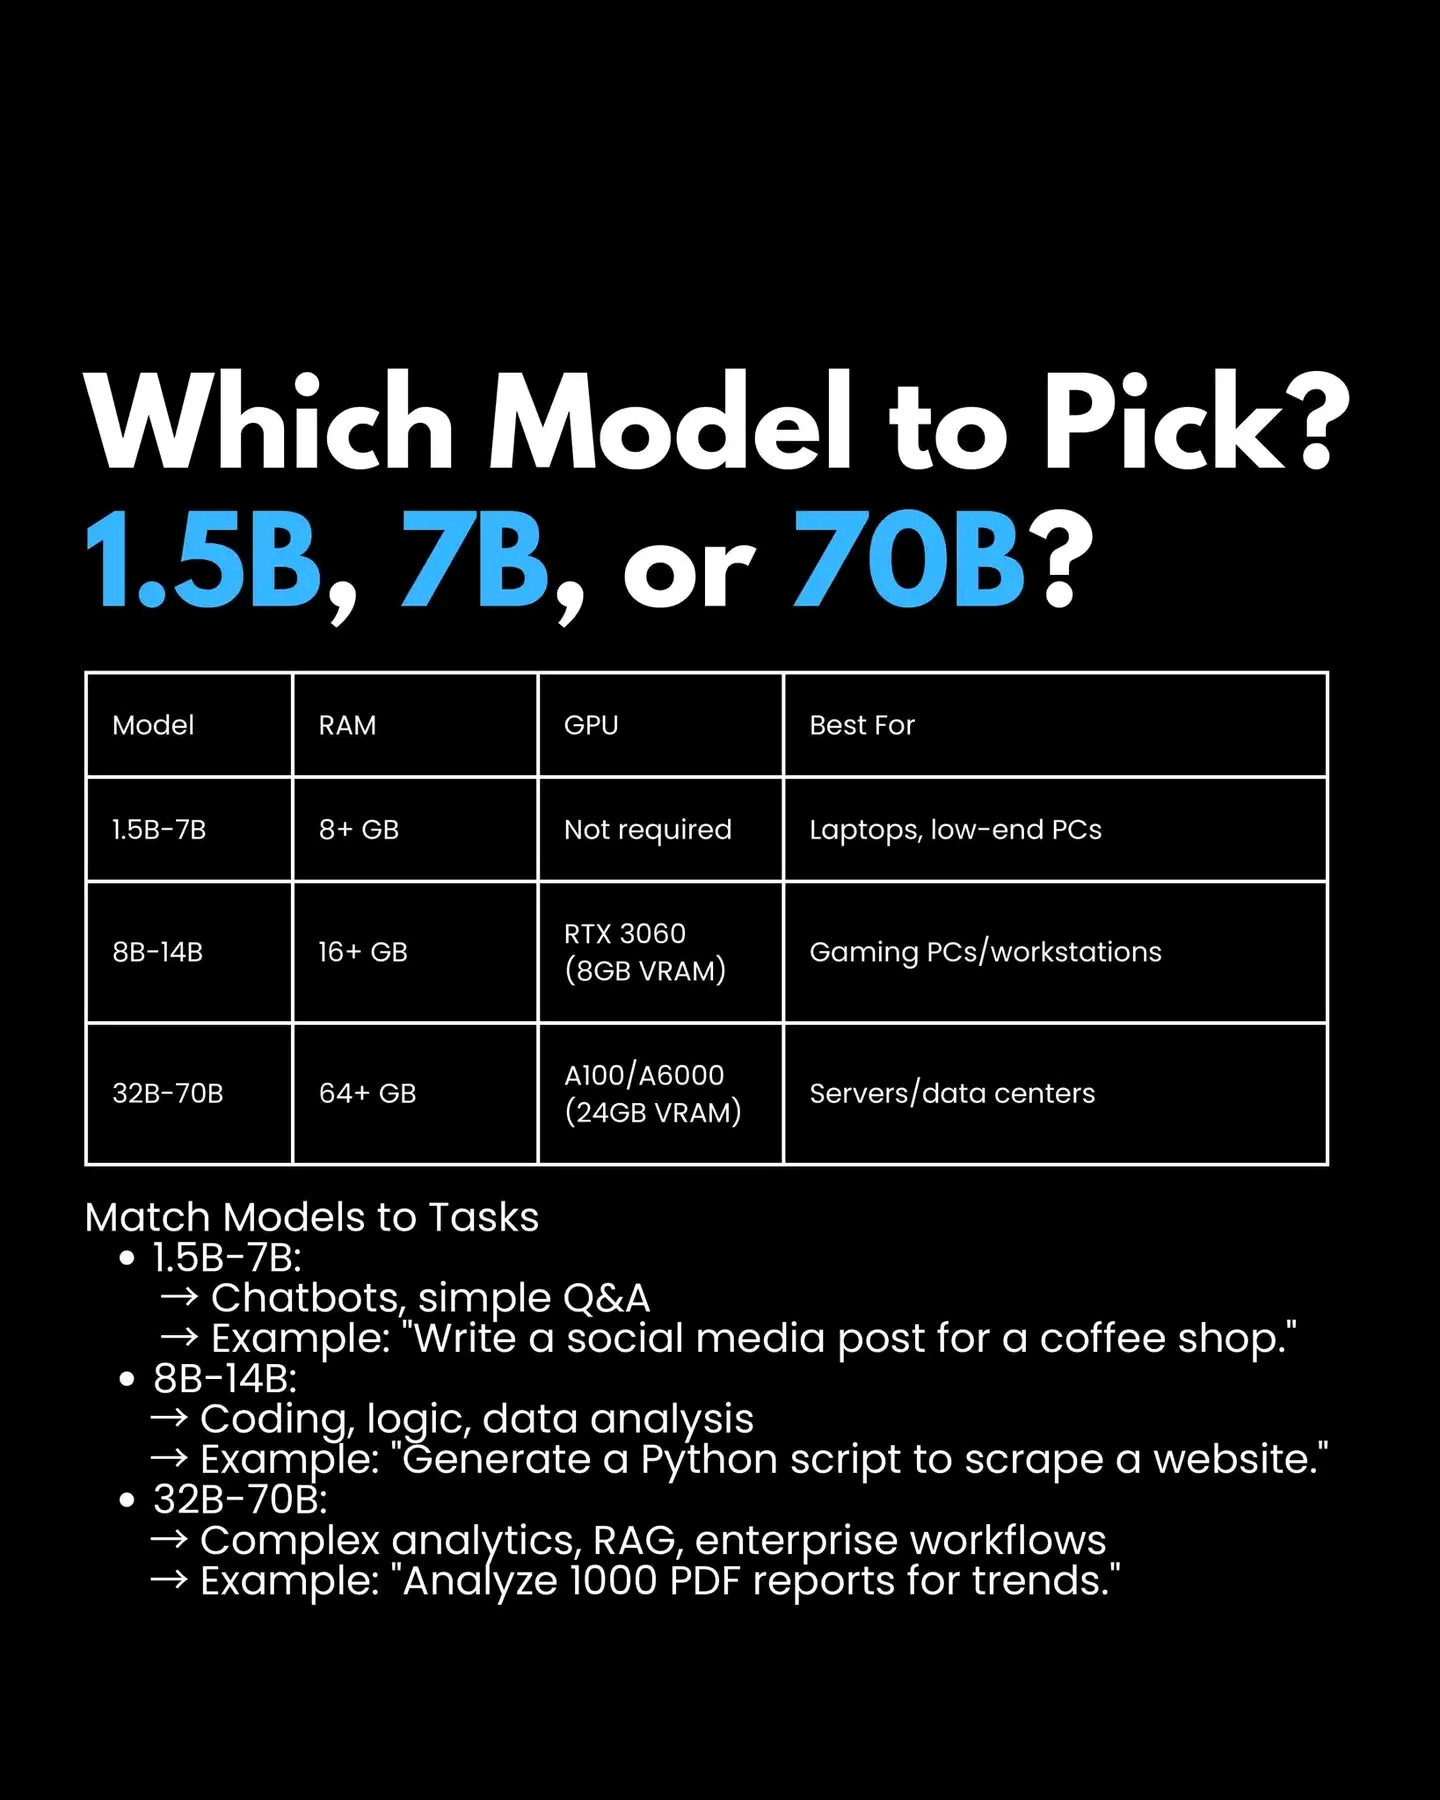 Which Model to Pick?
1.5B, 7B, or 70B?
Model RAM GPU Best For
1.5B-7B 8+ GB Not required Laptops, low-end PCs
8B-14B 16+ GB RTX 3060 (8GB VRAM) Gaming PCs/workstations
32B-70B 64+ GB A100/A6000 (24GB VRAM) Servers/data centers
Match Models to Tasks
• 1.5B-7B:
→ Chatbots, simple Q&A
→ Example: "Write a social media post for a coffee shop."
• 8B-14B:
→ Coding, logic, data analysis
→ Example: "Generate a Python script to scrape a website."
• 32B-70B:
→ Complex analytics, RAG, enterprise workflows
→ Example: "Analyze 1000 PDF reports for trends."